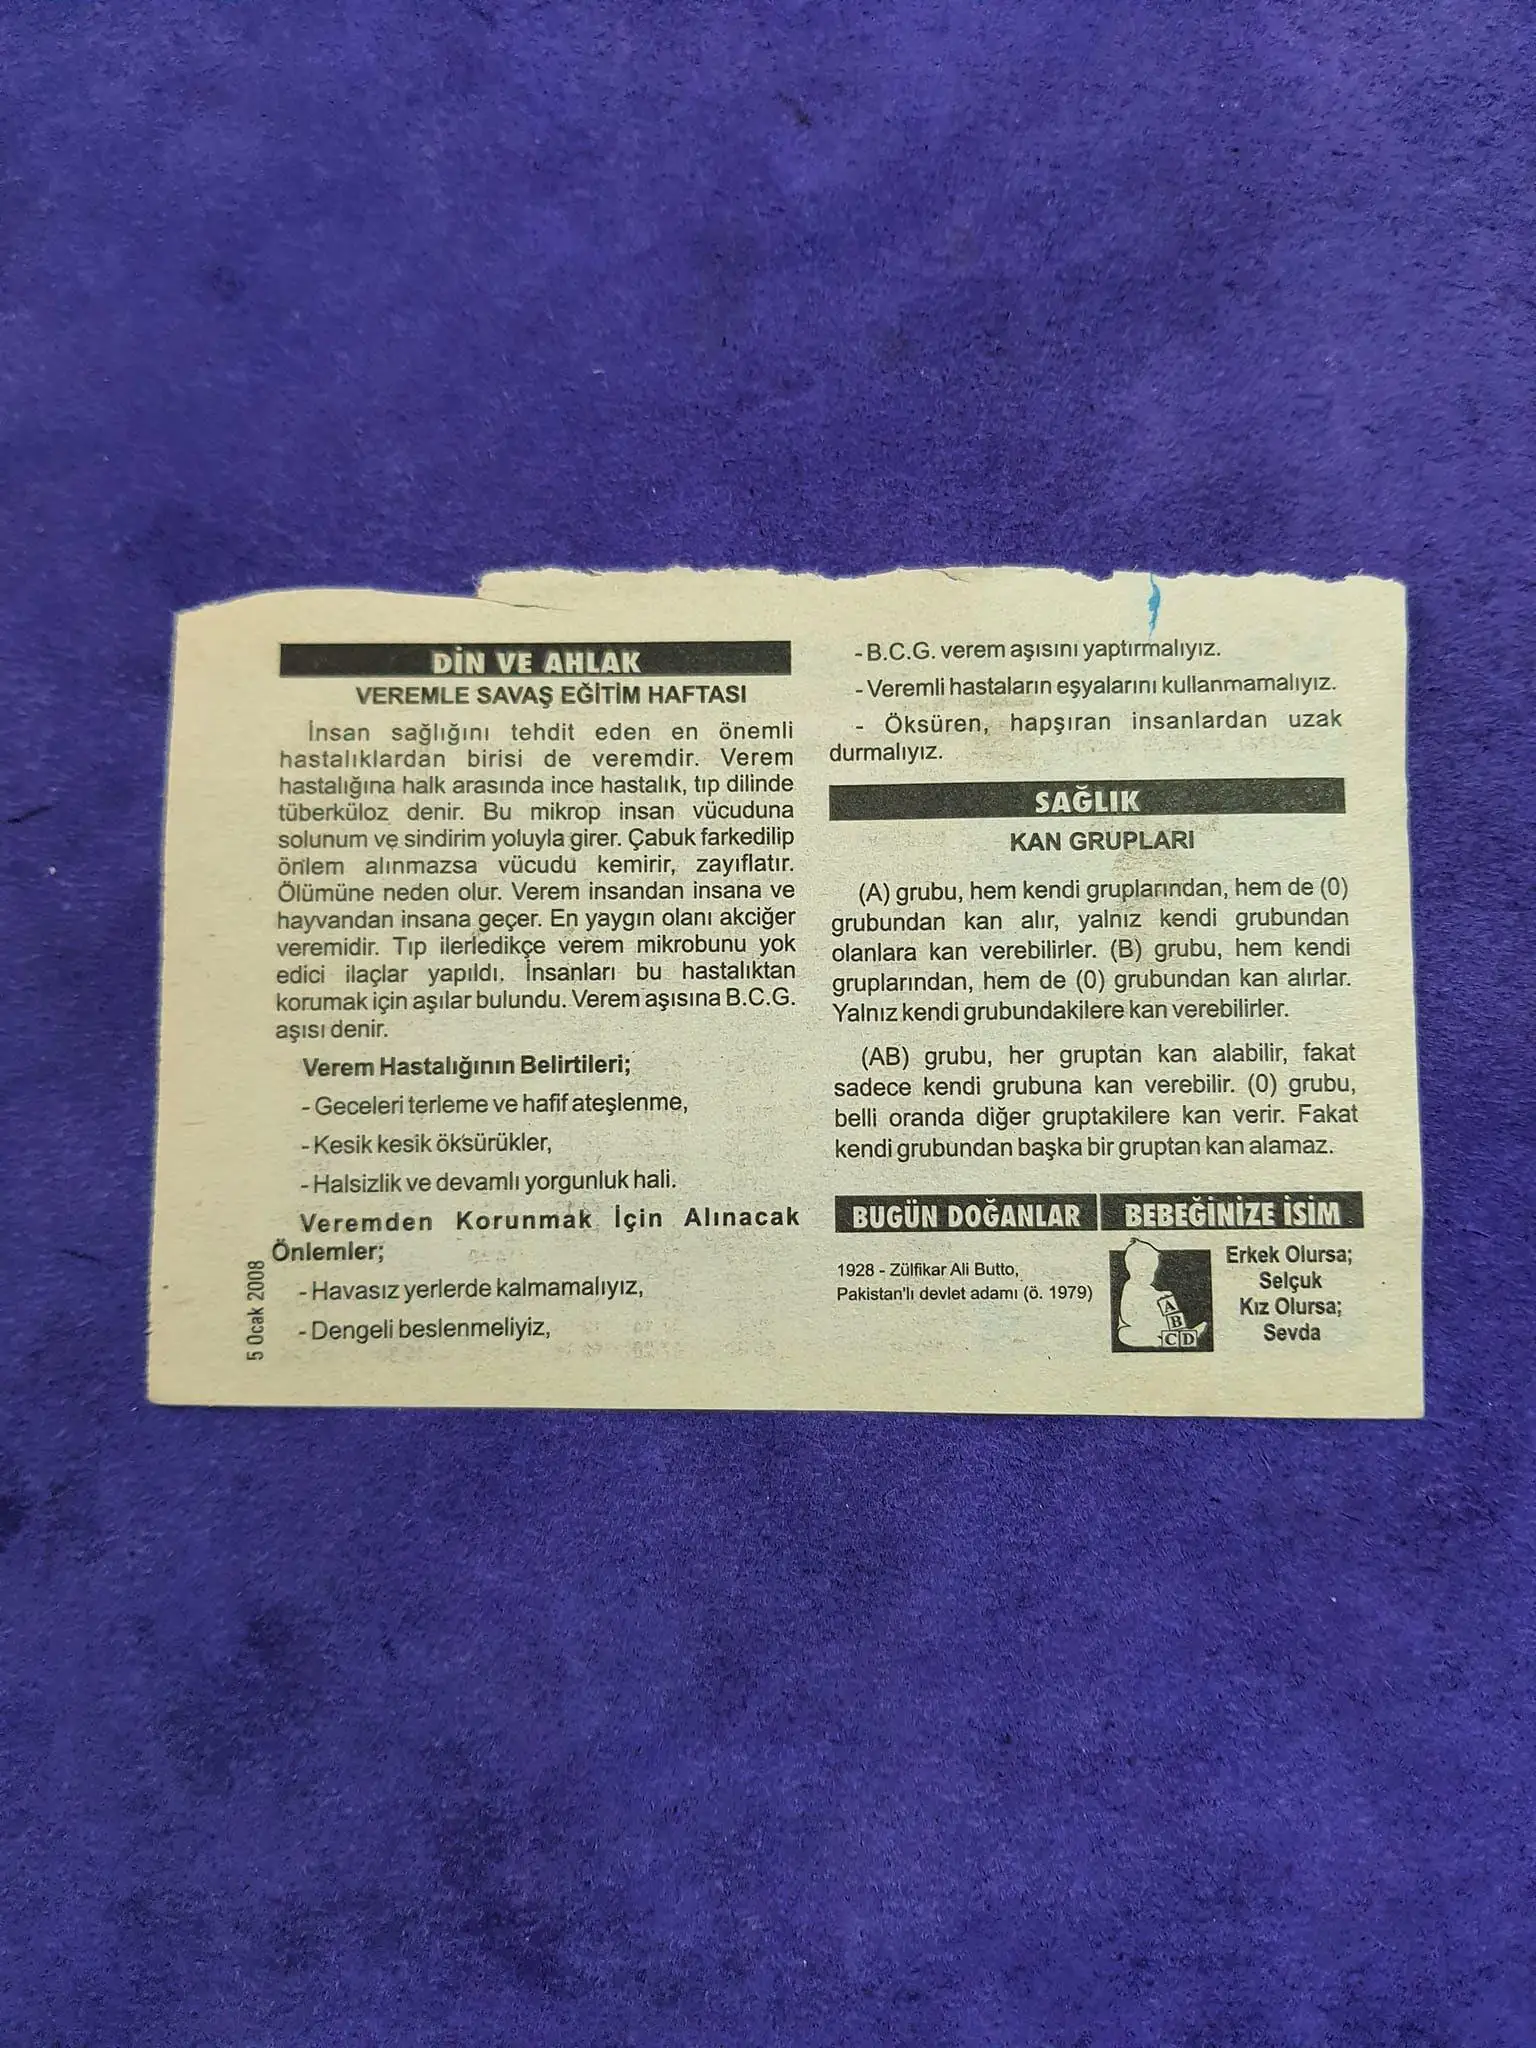 DİN VE AHLAK
VEREMLE SAVAŞ EĞİTİM HAFTASI
İnsan sağlığını tehdit eden en önemli
hastalıklardan birisi de veremdir. Verem
hastalığına halk arasında ince hastalık, tıp dilinde
tüberküloz denir. Bu mikrop insan vücuduna
solunum ve sindirim yoluyla girer. Çabuk farkedilip
önlem alınmazsa vücudu kemirir, zayıflatır.
Ölümüne neden olur. Verem insandan insana ve
hayvandan insana geçer. En yaygın olanı akciğer
veremidir. Tıp ilerledikçe verem mikrobunu yok
edici ilaçlar yapıldı. İnsanları bu hastalıktan
korumak için aşılar bulundu. Verem aşısına B.C.G.
aşısı denir.
Verem Hastalığının Belirtileri;
- Geceleri terleme ve hafif ateşlenme,
- Kesik kesik öksürükler,
- Halsizlik ve devamlı yorgunluk hali.
Veremden Korunmak İçin Alınacak
Önlemler;
- Havasız yerlerde kalmamalıyız,
- Dengeli beslenmeliyiz,
5 Ocak 2008
- B.C.G. verem aşısını yaptırmalıyız.
- Veremli hastaların eşyalarını kullanmamalıyız.
- Öksüren, hapşıran insanlardan uzak
durmalıyız.
SAĞLIK
KAN GRUPLARI
(A) grubu, hem kendi gruplarından, hem de (0)
grubundan kan alır, yalnız kendi grubundan
olanlara kan verebilirler. (B) grubu, hem kendi
gruplarından, hem de (0) grubundan kan alırlar.
Yalnız kendi grubundakilere kan verebilirler.
(AB) grubu, her gruptan kan alabilir, fakat
sadece kendi grubuna kan verebilir. (0) grubu,
belli oranda diğer gruptakilere kan verir. Fakat
kendi grubundan başka bir gruptan kan alamaz.
BUGÜN DOĞANLAR
1928 - Zülfikar Ali Butto,
Pakistan'lı devlet adamı (ö. 1979)
BEBEĞİNİZE İSİM
A
B
C D
Erkek Olursa;
Selçuk
Kız Olursa;
Sevda